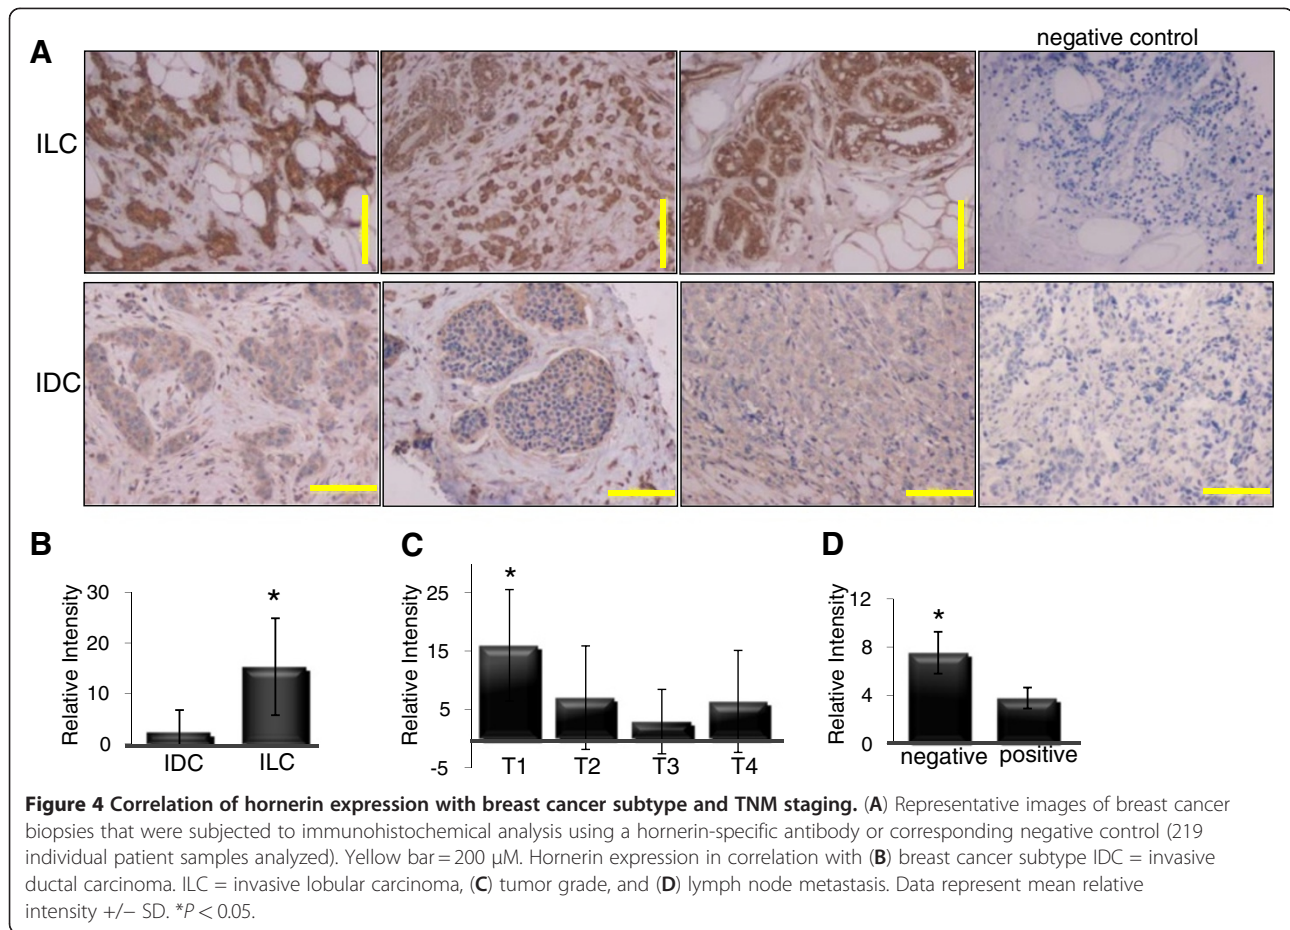 negative control
A
ILC
IDC
B
Relative Intensity
30
20
10
0
*
IDC ILC
C
Relative Intensity
25
15
5
-5
*
T1 T2 T3 T4
D
Relative Intensity
12
8
4
0
*
negative positive
Figure 4 Correlation of hornerin expression with breast cancer subtype and TNM staging. (A) Representative images of breast cancer
biopsies that were subjected to immunohistochemical analysis using a hornerin-specific antibody or corresponding negative control (219
individual patient samples analyzed). Yellow bar = 200 μM. Hornerin expression in correlation with (B) breast cancer subtype IDC = invasive
ductal carcinoma. ILC = invasive lobular carcinoma, (C) tumor grade, and (D) lymph node metastasis. Data represent mean relative
intensity +/− SD. *P < 0.05.